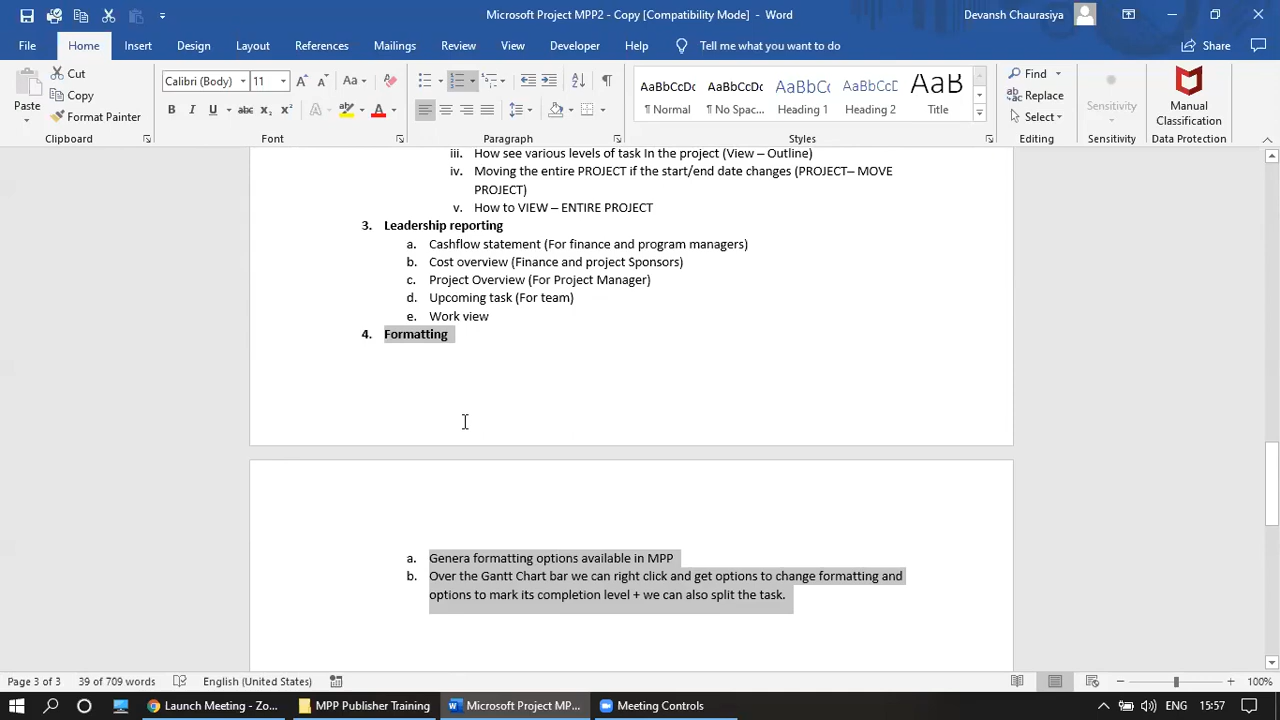 Microsoft Project MPP2 - Copy [Compatibility Mode] - Word
Devansh Chaurasiya
File Home Insert Design Layout References Mailings Review View Developer Help Tell me what you want to do Share
Paste
Cut
Copy
Format Painter
Clipboard
Calibri (Body) 11
Font
Paragraph
AaBbCcDc AaBbCcDc AaBbCc AaBbCcC AaB
¶ Normal ¶ No Spac... Heading 1 Heading 2 Title
Styles
Find
Replace
Select
Editing
Sensitivity
Sensitivity
Manual Classification
Data Protection
iii. How see various levels of task In the project (View – Outline)
iv. Moving the entire PROJECT if the start/end date changes (PROJECT– MOVE
PROJECT)
v. How to VIEW – ENTIRE PROJECT
3. Leadership reporting
a. Cashflow statement (For finance and program managers)
b. Cost overview (Finance and project Sponsors)
c. Project Overview (For Project Manager)
d. Upcoming task (For team)
e. Work view
4. Formatting
a. Genera formatting options available in MPP
b. Over the Gantt Chart bar we can right click and get options to change formatting and
options to mark its completion level + we can also split the task.
Page 3 of 3 39 of 709 words English (United States) 100%
Launch Meeting - Zo... MPP Publisher Training Microsoft Project MP... Meeting Controls ENG 15:57